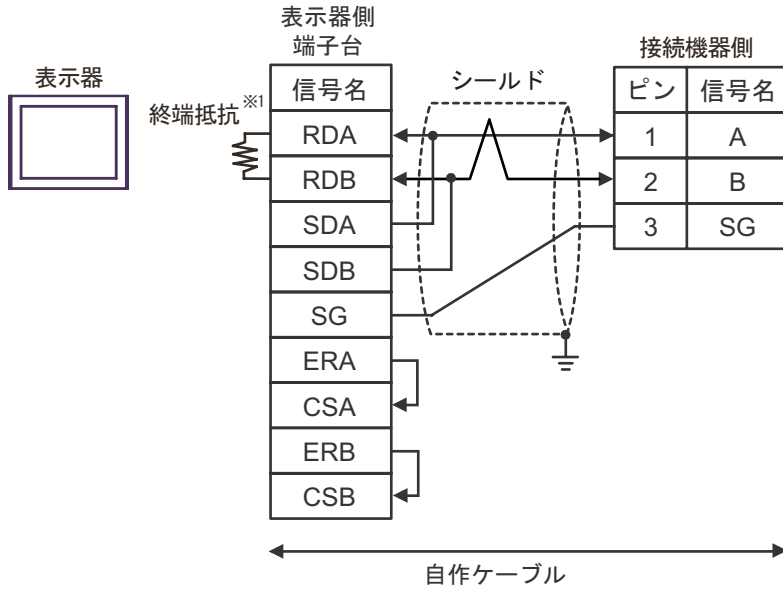 表示器
終端抵抗※1
表示器側
端子台
信号名
RDA
RDB
SDA
SDB
SG
ERA
CSA
ERB
CSB
シールド
接続機器側
ピン 信号名
1 A
2 B
3 SG
自作ケーブル